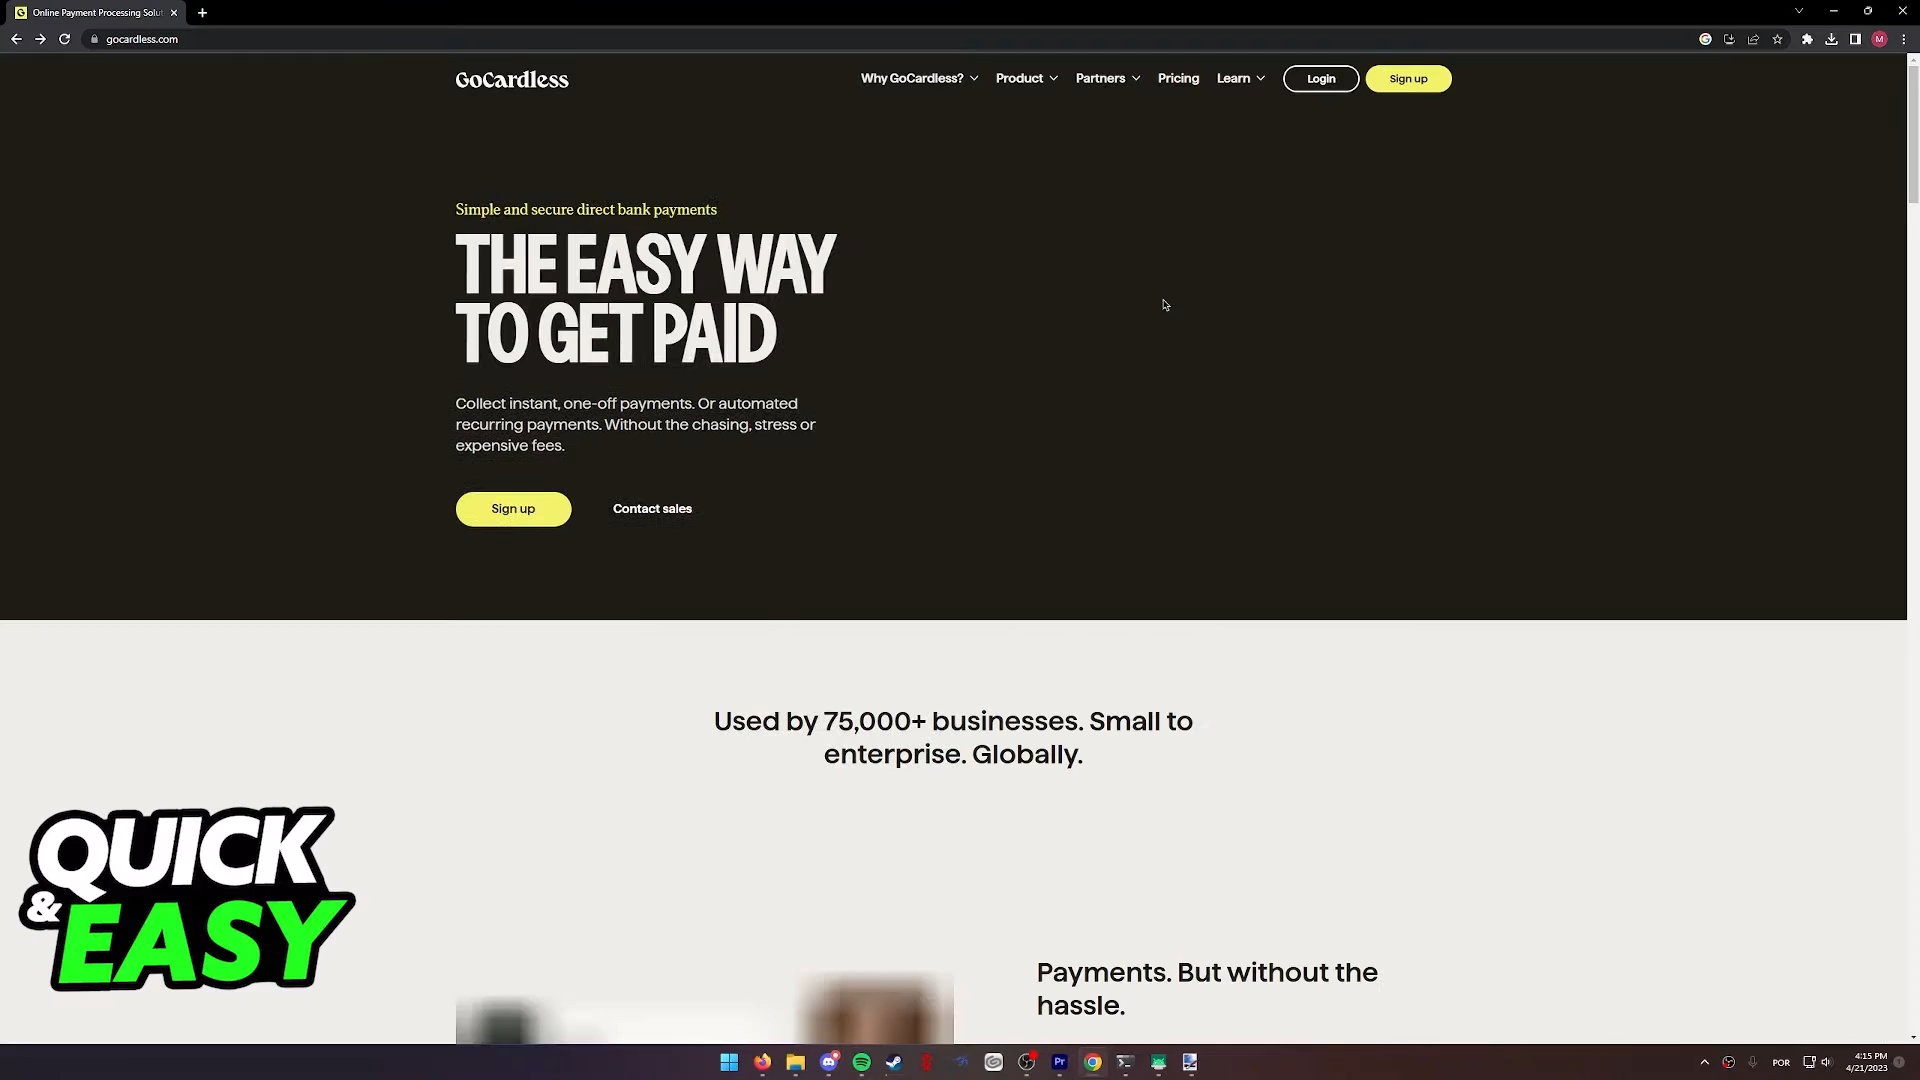 Online Payment Processing Solut
gocardless.com
M
GoCardless
Why GoCardless?
Product
Partners
Pricing
Learn
Login
Sign up
Simple and secure direct bank payments
THE EASY WAY
TO GET PAID
Collect instant, one-off payments. Or automated
recurring payments. Without the chasing, stress or
expensive fees.
Sign up
Contact sales
Used by 75,000+ businesses. Small to
enterprise. Globally.
QUICK
& EASY
Payments. But without the
hassle.
Pr
POR
4:15 PM
4/21/2023